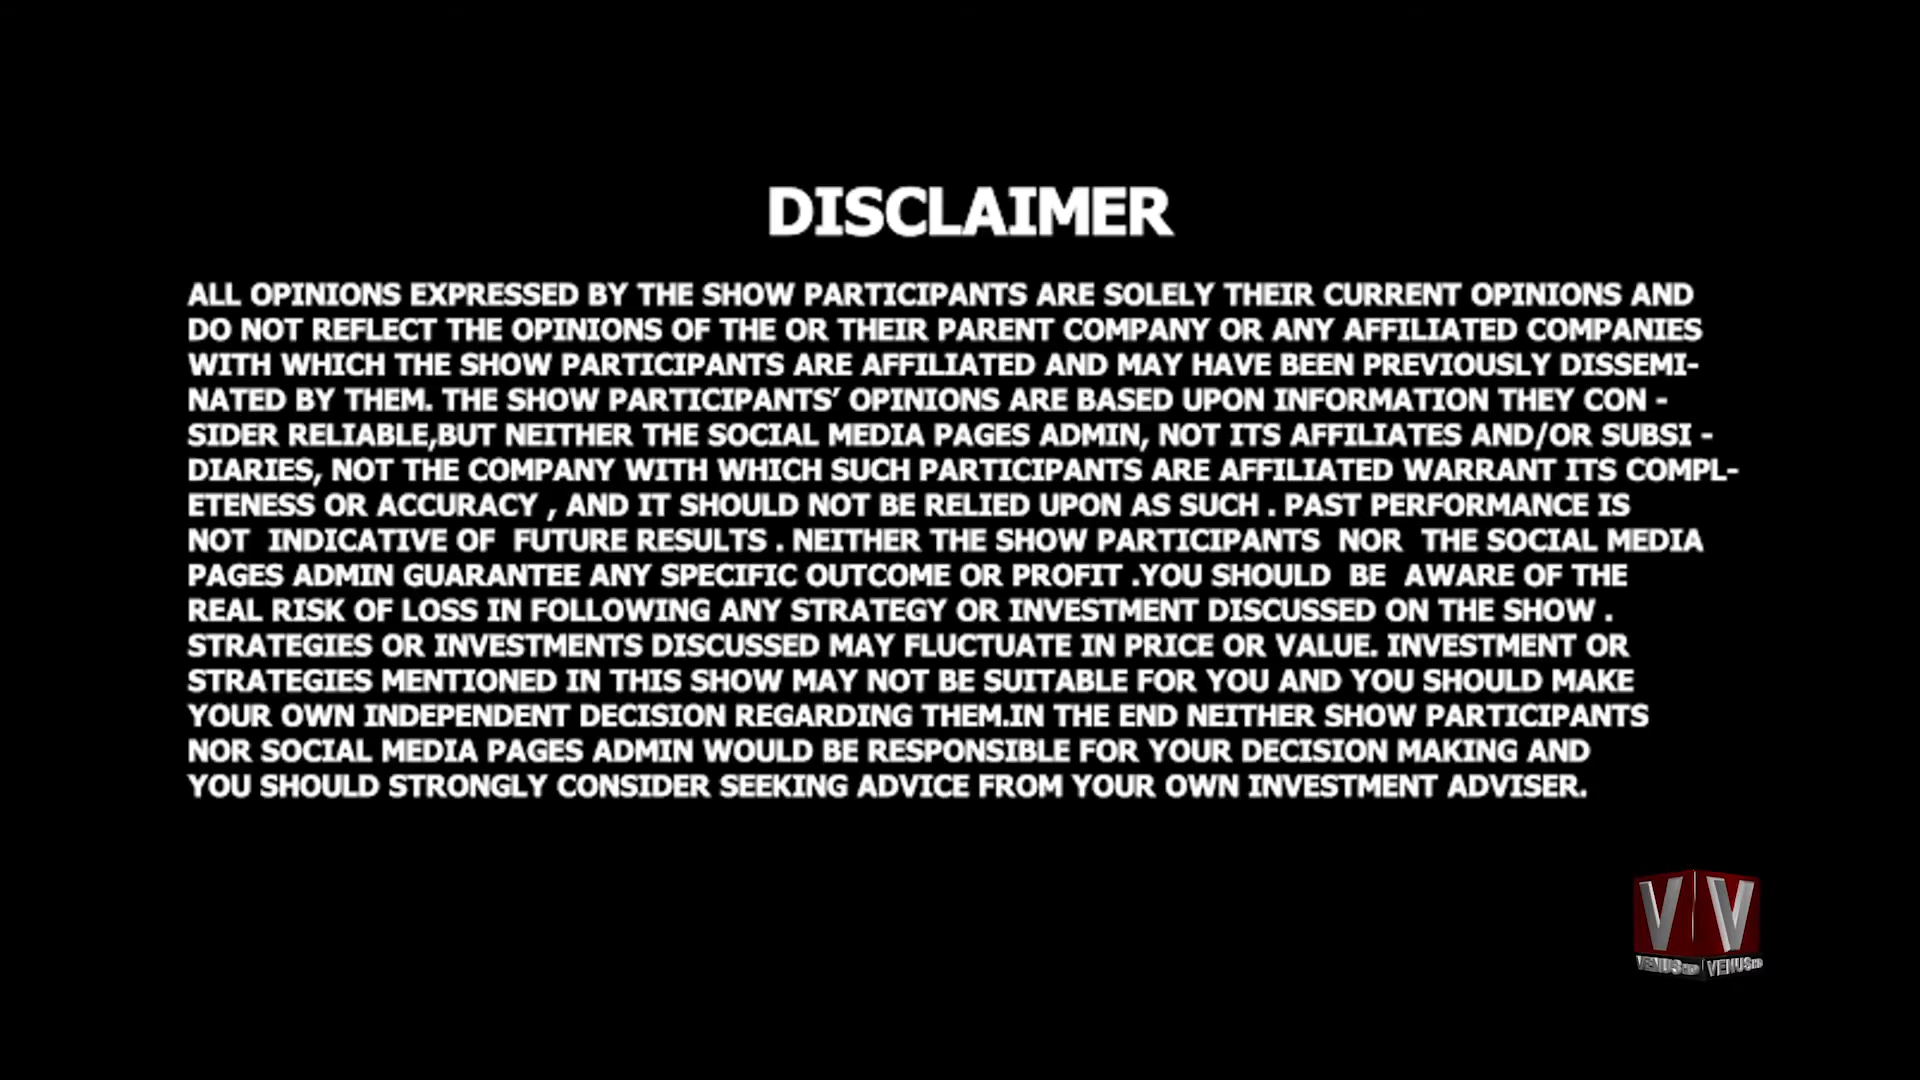 DISCLAIMER
ALL OPINIONS EXPRESSED BY THE SHOW PARTICIPANTS ARE SOLELY THEIR CURRENT OPINIONS AND
DO NOT REFLECT THE OPINIONS OF THE OR THEIR PARENT COMPANY OR ANY AFFILIATED COMPANIES
WITH WHICH THE SHOW PARTICIPANTS ARE AFFILIATED AND MAY HAVE BEEN PREVIOUSLY DISSEMI-
NATED BY THEM. THE SHOW PARTICIPANTS’ OPINIONS ARE BASED UPON INFORMATION THEY CON -
SIDER RELIABLE,BUT NEITHER THE SOCIAL MEDIA PAGES ADMIN, NOT ITS AFFILIATES AND/OR SUBSI -
DIARIES, NOT THE COMPANY WITH WHICH SUCH PARTICIPANTS ARE AFFILIATED WARRANT ITS COMPL-
ETENESS OR ACCURACY , AND IT SHOULD NOT BE RELIED UPON AS SUCH . PAST PERFORMANCE IS
NOT  INDICATIVE OF  FUTURE RESULTS . NEITHER THE SHOW PARTICIPANTS  NOR  THE SOCIAL MEDIA
PAGES ADMIN GUARANTEE ANY SPECIFIC OUTCOME OR PROFIT .YOU SHOULD  BE  AWARE OF THE
REAL RISK OF LOSS IN FOLLOWING ANY STRATEGY OR INVESTMENT DISCUSSED ON THE SHOW .
STRATEGIES OR INVESTMENTS DISCUSSED MAY FLUCTUATE IN PRICE OR VALUE. INVESTMENT OR
STRATEGIES MENTIONED IN THIS SHOW MAY NOT BE SUITABLE FOR YOU AND YOU SHOULD MAKE
YOUR OWN INDEPENDENT DECISION REGARDING THEM.IN THE END NEITHER SHOW PARTICIPANTS
NOR SOCIAL MEDIA PAGES ADMIN WOULD BE RESPONSIBLE FOR YOUR DECISION MAKING AND
YOU SHOULD STRONGLY CONSIDER SEEKING ADVICE FROM YOUR OWN INVESTMENT ADVISER.
V V
VENUS VENUS